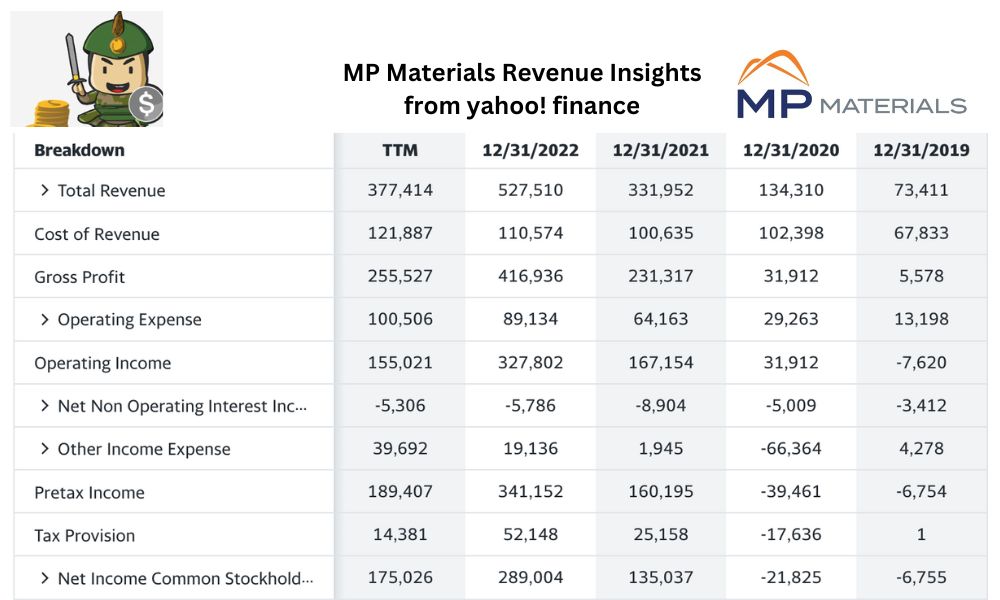 MP Materials Revenue Insights
from yahoo! finance
MP MATERIALS
$
Breakdown TTM 12/31/2022 12/31/2021 12/31/2020 12/31/2019
> Total Revenue 377,414 527,510 331,952 134,310 73,411
Cost of Revenue 121,887 110,574 100,635 102,398 67,833
Gross Profit 255,527 416,936 231,317 31,912 5,578
> Operating Expense 100,506 89,134 64,163 29,263 13,198
Operating Income 155,021 327,802 167,154 31,912 -7,620
> Net Non Operating Interest Inc... -5,306 -5,786 -8,904 -5,009 -3,412
> Other Income Expense 39,692 19,136 1,945 -66,364 4,278
Pretax Income 189,407 341,152 160,195 -39,461 -6,754
Tax Provision 14,381 52,148 25,158 -17,636 1
> Net Income Common Stockhold... 175,026 289,004 135,037 -21,825 -6,755